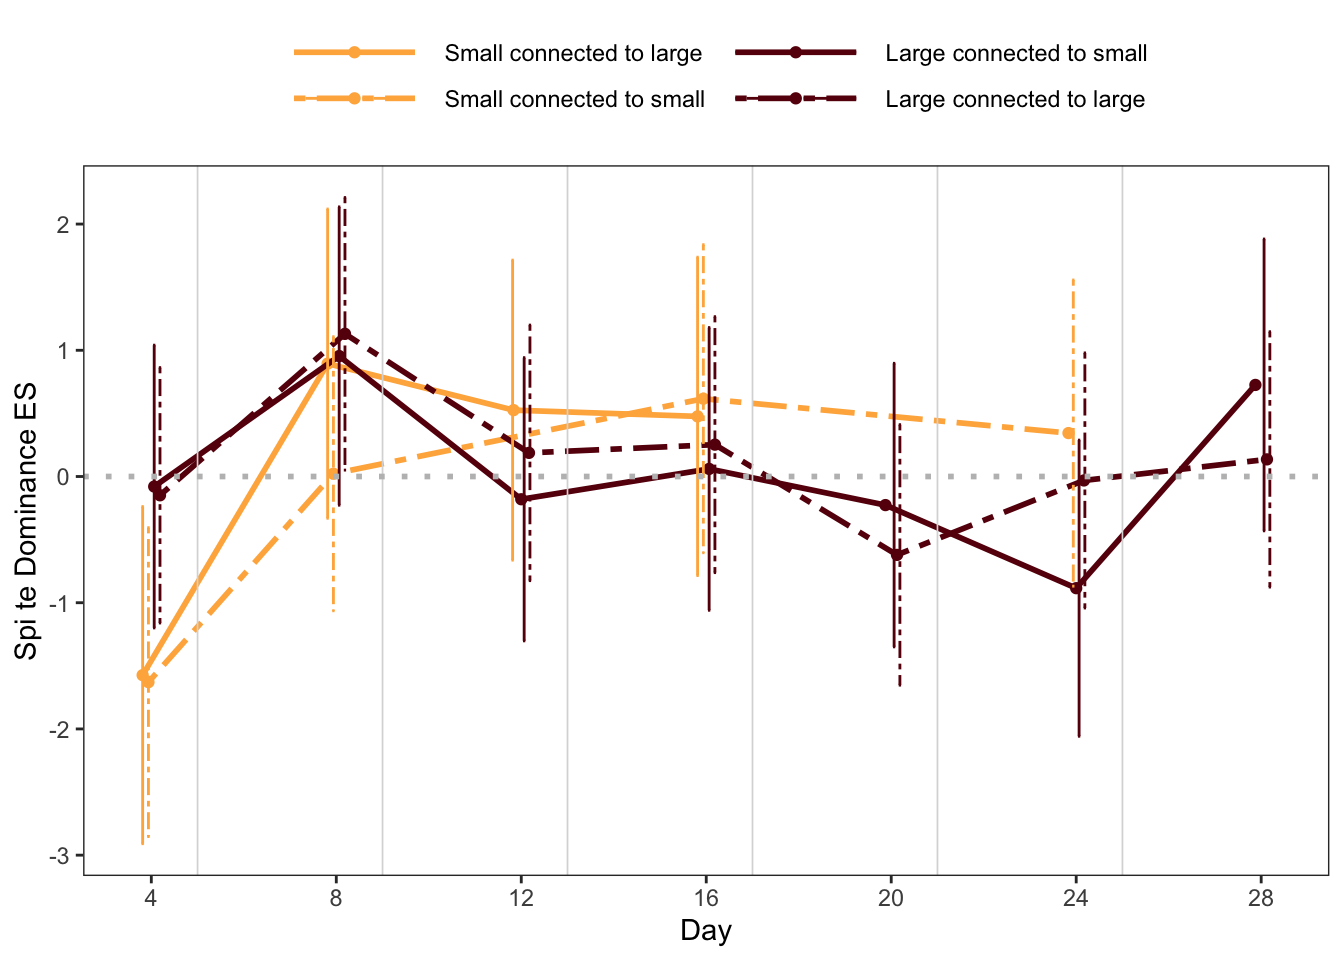 Small connected to large
Large connected to small
Small connected to small
Large connected to large
Spi te Dominance ES
2
1
0
-1
-2
-3
4 8 12 16 20 24 28
Day